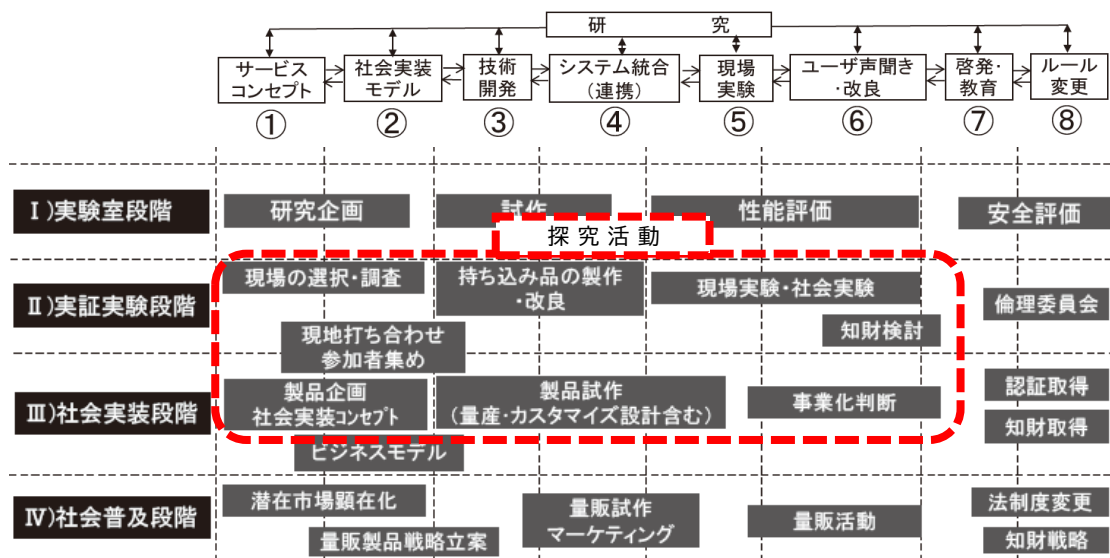 研　　究
サービス
コンセプト
社会実装
モデル
技術
開発
システム統合
（連携）
現場
実験
ユーザ声聞き
・改良
啓発・
教育
ルール
変更
①
②
③
④
⑤
⑥
⑦
⑧
Ⅰ）実験室段階
研究企画
試作
性能評価
安全評価
探究活動
Ⅱ）実証実験段階
現場の選択・調査
持ち込み品の製作
・改良
現場実験・社会実験
倫理委員会
現地打ち合わせ
参加者集め
知財検討
Ⅲ）社会実装段階
製品企画
社会実装コンセプト
製品試作
（量産・カスタマイズ設計含む）
事業化判断
認証取得
知財取得
ビジネスモデル
Ⅳ）社会普及段階
潜在市場顕在化
量販試作
マーケティング
量販活動
法制度変更
量販製品戦略立案
知財戦略